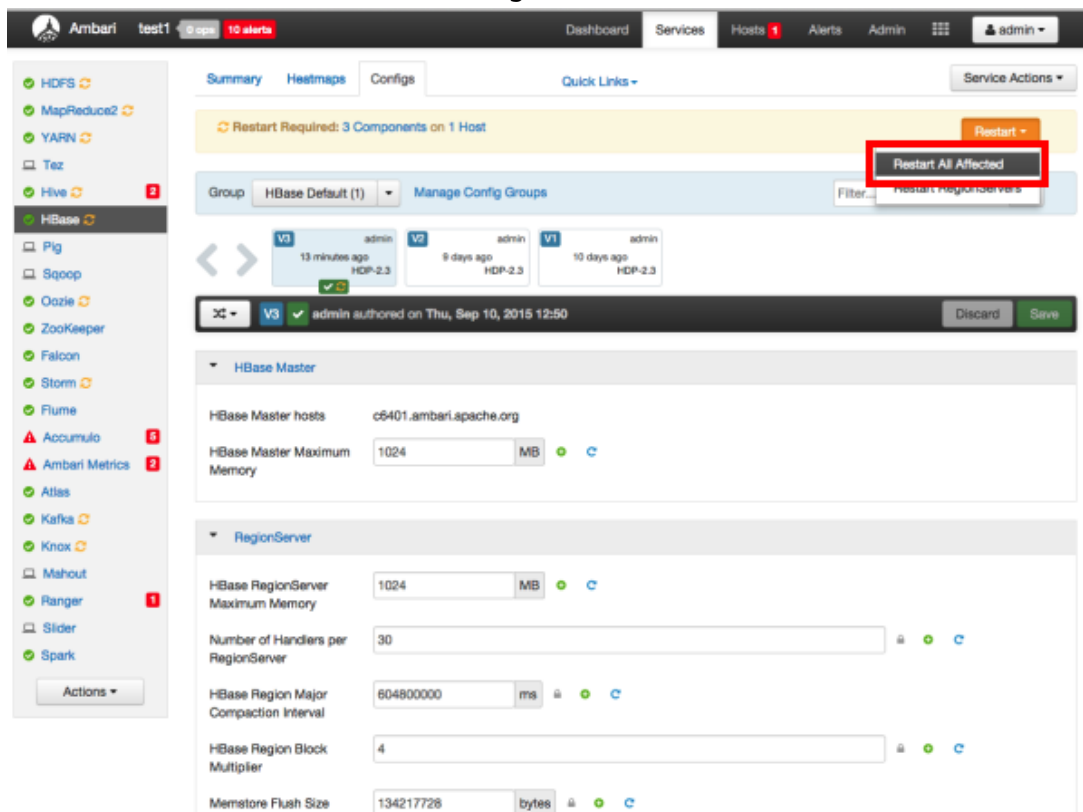 Ambari test1 0 ops 10 alerts Dashboard Services Hosts 1 Alerts Admin admin
HDFS
MapReduce2
YARN
Tez
Hive 2
HBase
Pig
Sqoop
Oozie
ZooKeeper
Falcon
Storm
Flume
Accumulo 5
Ambari Metrics 2
Atlas
Kafka
Knox
Mahout
Ranger 1
Slider
Spark
Actions
Summary Heatmaps Configs Quick Links Service Actions
Restart Required: 3 Components on 1 Host Restart
Restart All Affected
Restart RegionServers
Group HBase Default (1) Manage Config Groups Filter...
V3 admin
13 minutes ago
HDP-2.3
V2 admin
9 days ago
HDP-2.3
V1 admin
10 days ago
HDP-2.3
V3 admin authored on Thu, Sep 10, 2015 12:50 Discard Save
HBase Master
HBase Master hosts c6401.ambari.apache.org
HBase Master Maximum
Memory
1024 MB
RegionServer
HBase RegionServer
Maximum Memory
1024 MB
Number of Handlers per
RegionServer
30
HBase Region Major
Compaction Interval
604800000 ms
HBase Region Block
Multiplier
4
Memstore Flush Size 134217728 bytes